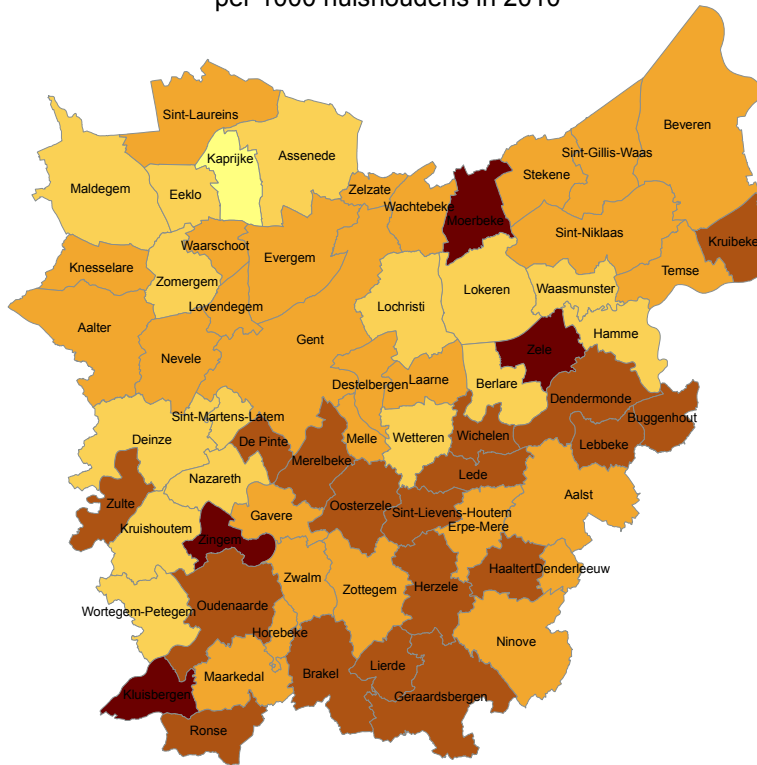 per 1000 huishoudens in 2010
Sint-Laureins
Beveren
Kaprijke
Assenede
Sint-Gillis-Waas
Stekene
Maldegem
Eeklo
Zelzate
Wachtebeke
Moerbeke
Sint-Niklaas
Kruibeke
Waarschoot
Evergem
Knesselare
Temse
Zomergem
Lokeren
Waasmunster
Lovendegem
Lochristi
Aalter
Hamme
Gent
Zele
Nevele
Destelbergen
Laarne
Berlare
Dendermonde
Sint-Martens-Latem
Buggenhout
Deinze
De Pinte
Melle
Wetteren
Wichelen
Lebbeke
Merelbeke
Nazareth
Lede
Aalst
Zulte
Oosterzele
Gavere
Sint-Lievens-Houtem
Kruishoutem
Erpe-Mere
Zingem
Haaltert
Denderleeuw
Zwalm
Zottegem
Herzele
Oudenaarde
Wortegem-Petegem
Horebeke
Ninove
Lierde
Brakel
Maarkedal
Kluisbergen
Geraardsbergen
Ronse